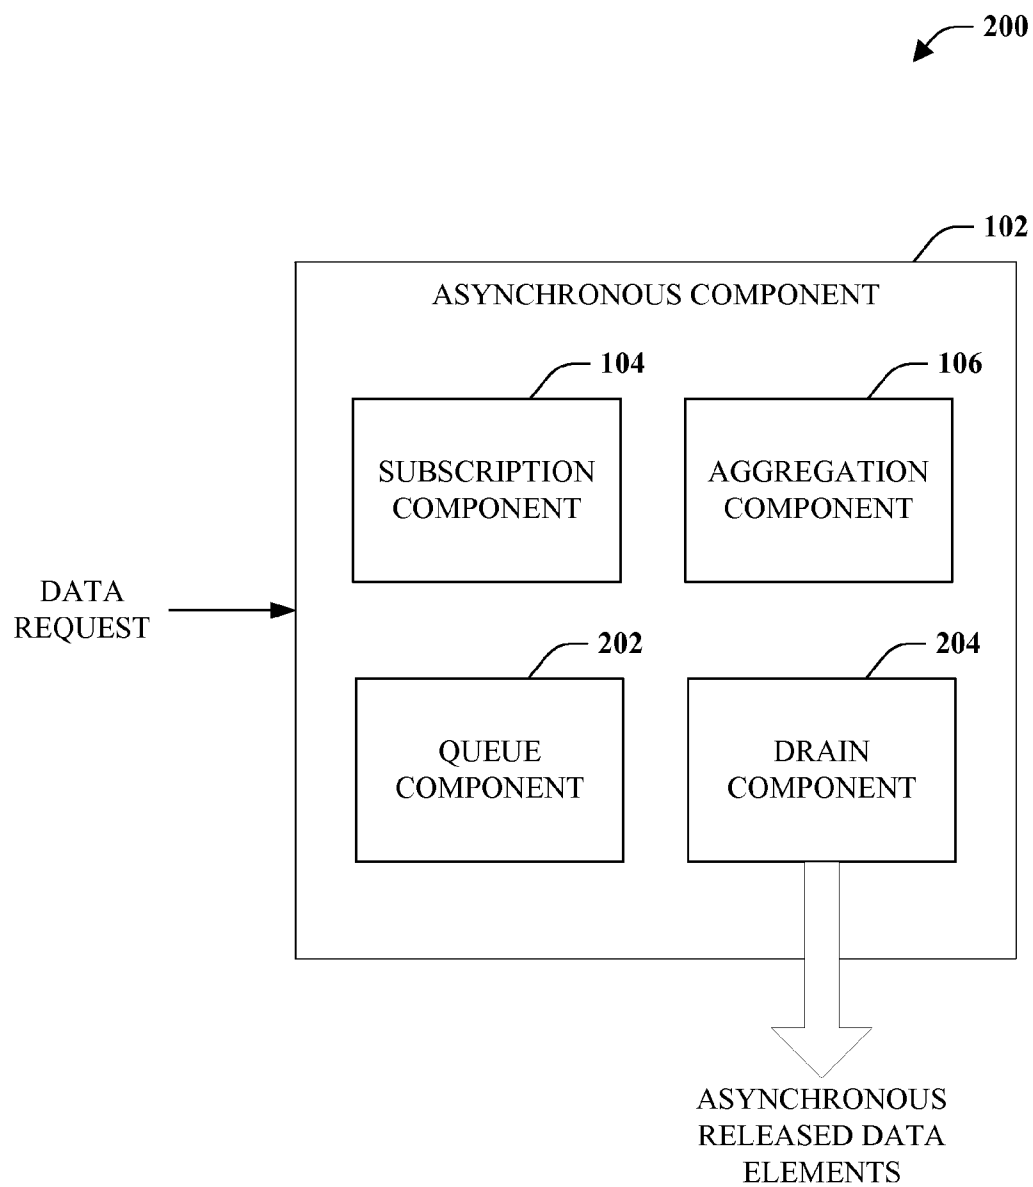 200
102
ASYNCHRONOUS COMPONENT
104
106
SUBSCRIPTION
COMPONENT
AGGREGATION
COMPONENT
DATA
REQUEST
202
204
QUEUE
COMPONENT
DRAIN
COMPONENT
ASYNCHRONOUS
RELEASED DATA
ELEMENTS